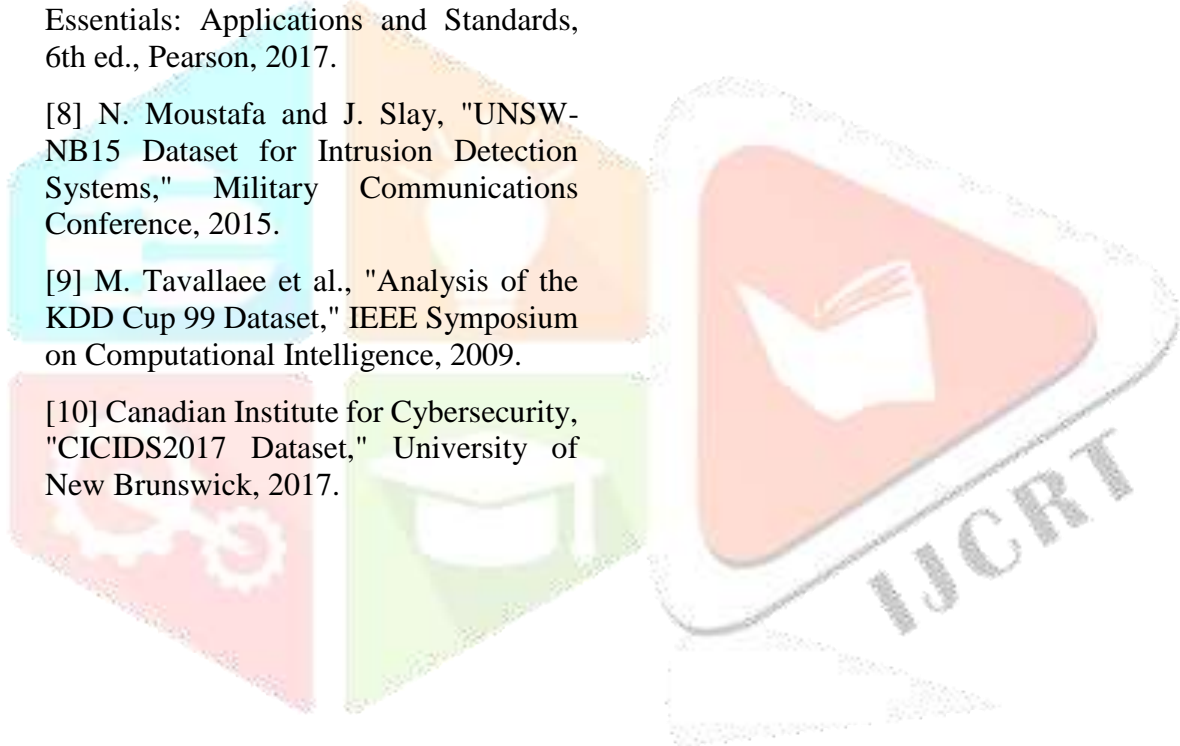 Essentials: Applications and Standards,
6th ed., Pearson, 2017.
[8] N. Moustafa and J. Slay, "UNSW-
NB15 Dataset for Intrusion Detection
Systems," Military Communications
Conference, 2015.
[9] M. Tavallaee et al., "Analysis of the
KDD Cup 99 Dataset," IEEE Symposium
on Computational Intelligence, 2009.
[10] Canadian Institute for Cybersecurity,
"CICIDS2017 Dataset," University of
New Brunswick, 2017.
IJCRT